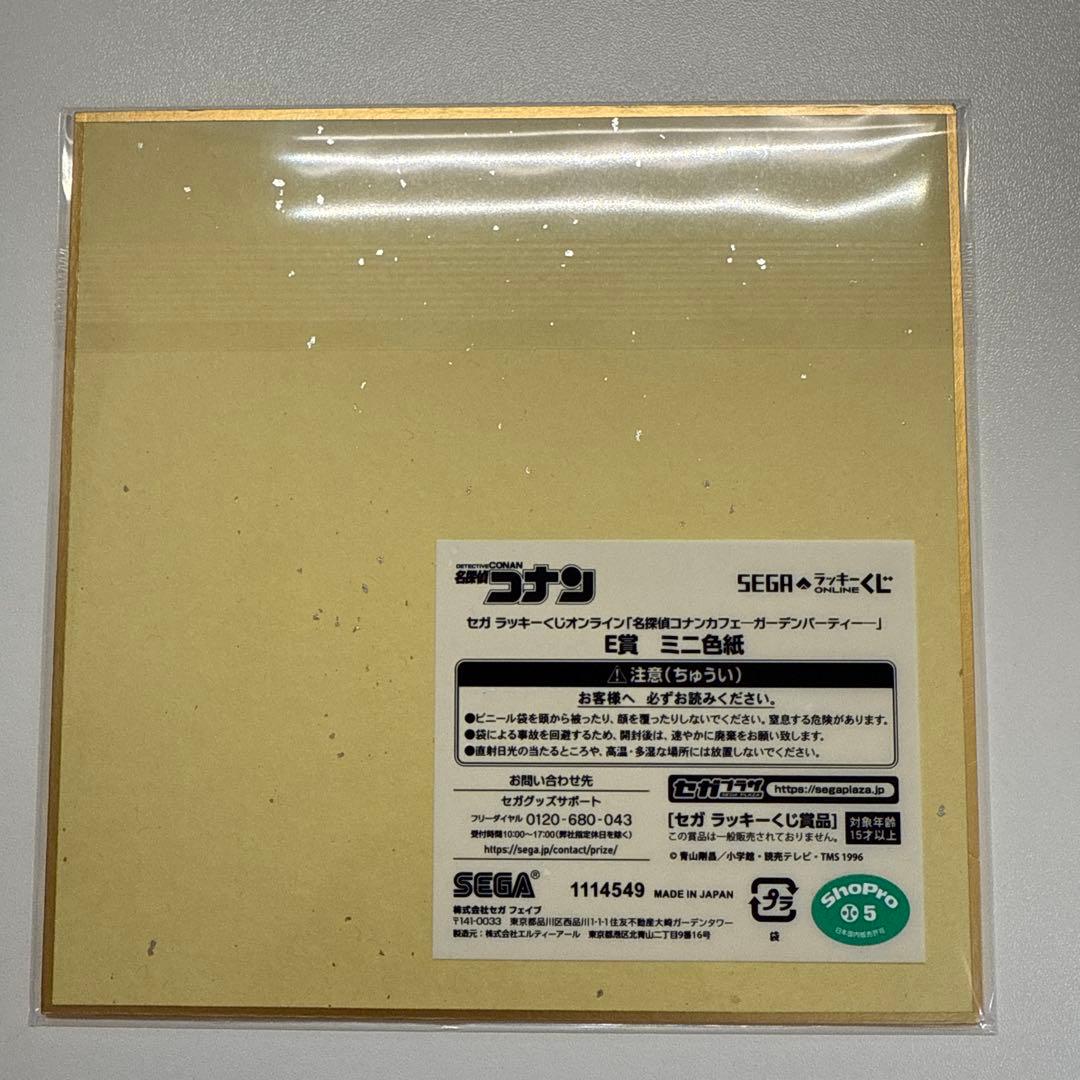 DETECTIVE CONAN
名探偵コナン
SEGA ラッキーくじ ONLINE
セガ ラッキーくじオンライン「名探偵コナンカフェ―ガーデンパーティー―」
E賞 ミニ色紙
注意(ちゅうい)
お客様へ 必ずお読みください。
●ビニール袋を頭から被ったり、顔を覆ったりしないでください。窒息する危険があります。
●袋による事故を回避するため、開封後は、速やかに廃棄をお願い致します。
●直射日光の当たるところや、高温・多湿な場所には放置しないでください。
お問い合わせ先
セガグッズサポート
フリーダイヤル 0120-680-043
受付時間10:00~17:00(弊社指定休日を除く)
https://sega.jp/contact/prize/
セガプラザ SEGA PLAZA https://segaplaza.jp
[セガ ラッキーくじ賞品]
この賞品は一般販売されておりません。
対象年齢
15才以上
©青山剛昌/小学館・読売テレビ・TMS 1996
SEGA® 1114549 MADE IN JAPAN
株式会社セガ フェイブ
〒141-0033 東京都品川区西品川1-1-1住友不動産大崎ガーデンタワー
製造元:株式会社エルティーアール 東京都港区北青山二丁目9番16号
プラ
袋
ShoPro
5
日本国内販売許可